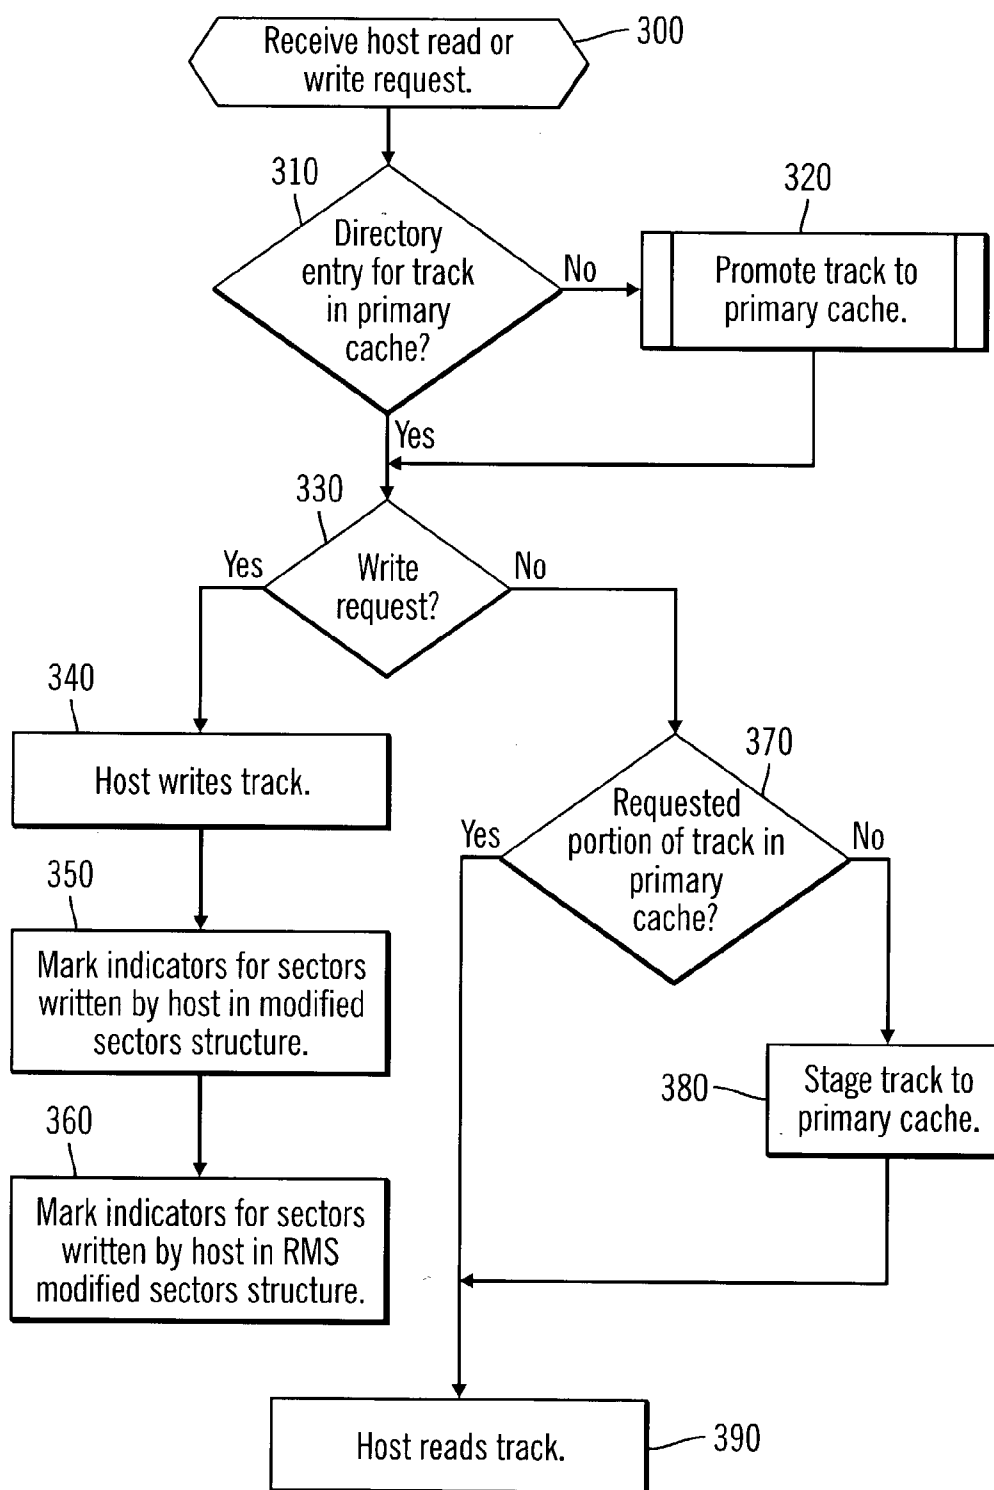 Receive host read or
write request.
300
310
Directory
entry for track
in primary
cache?
No
320
Promote track to
primary cache.
Yes
330
Write
request?
Yes
No
340
Host writes track.
350
Mark indicators for sectors
written by host in modified
sectors structure.
360
Mark indicators for sectors
written by host in RMS
modified sectors structure.
370
Requested
portion of track in
primary
cache?
Yes
No
380
Stage track to
primary cache.
Host reads track.
390